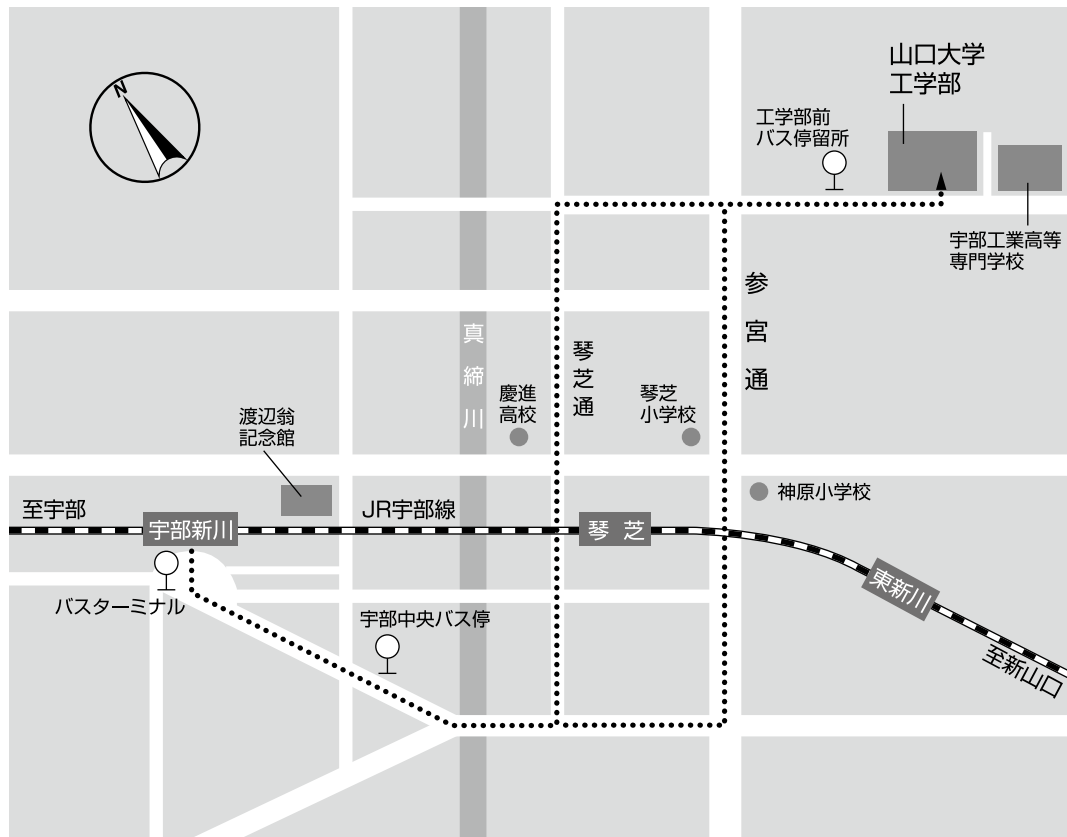 N
山口大学
工学部
工学部前
バス停留所
宇部工業高等
専門学校
参宮通
真締川
琴芝通
慶進
高校
琴芝
小学校
渡辺翁
記念館
至宇部
宇部新川
JR宇部線
琴芝
神原小学校
東新川
至新山口
バスターミナル
宇部中央バス停